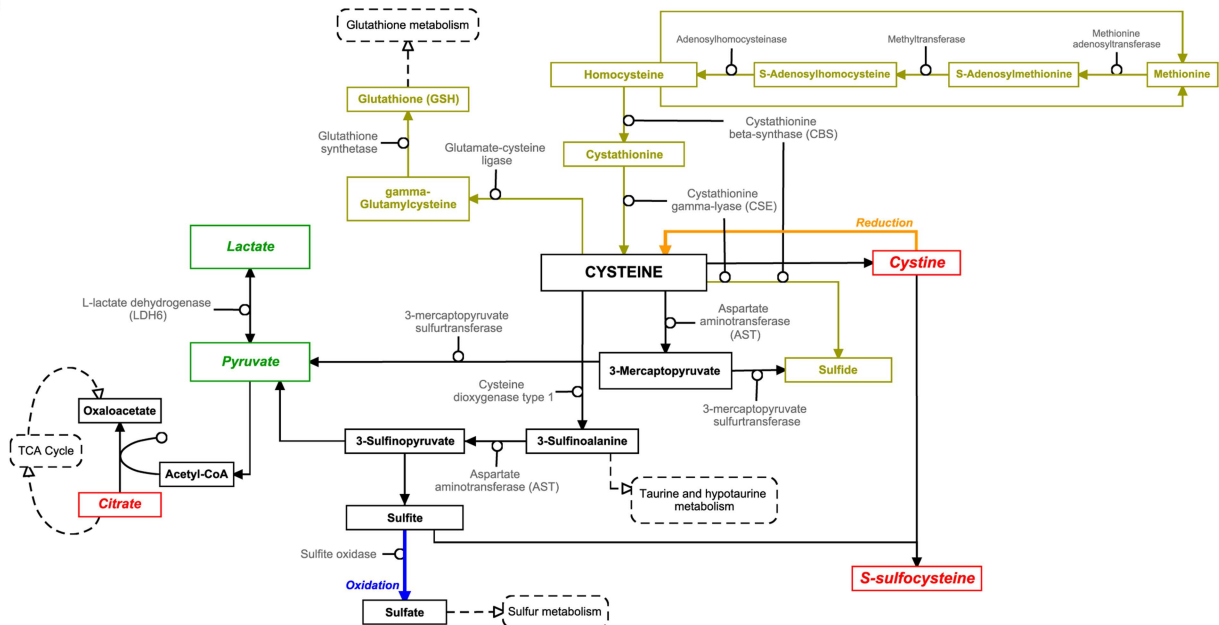 Glutathione metabolism
Adenosylhomocysteinase
Methyltransferase
Methionine
adenosyltransferase
Homocysteine
S-Adenosylhomocysteine
S-Adenosylmethionine
Methionine
Glutathione (GSH)
Glutathione
synthetase
Glutamate-cysteine
ligase
Cystathionine
beta-synthase (CBS)
Cystathionine
gamma-
Glutamylcysteine
Cystathionine
gamma-lyase (CSE)
Reduction
Lactate
CYSTEINE
Cystine
L-lactate dehydrogenase
(LDH6)
3-mercaptopyruvate
sulfurtransferase
Aspartate
aminotransferase
(AST)
Pyruvate
3-Mercaptopyruvate
Sulfide
Cysteine
dioxygenase type 1
3-mercaptopyruvate
sulfurtransferase
Oxaloacetate
TCA Cycle
3-Sulfinopyruvate
3-Sulfinoalanine
Acetyl-CoA
Aspartate
aminotransferase (AST)
Citrate
Taurine and hypotaurine
metabolism
Sulfite
Sulfite oxidase
Oxidation
S-sulfocysteine
Sulfate
Sulfur metabolism